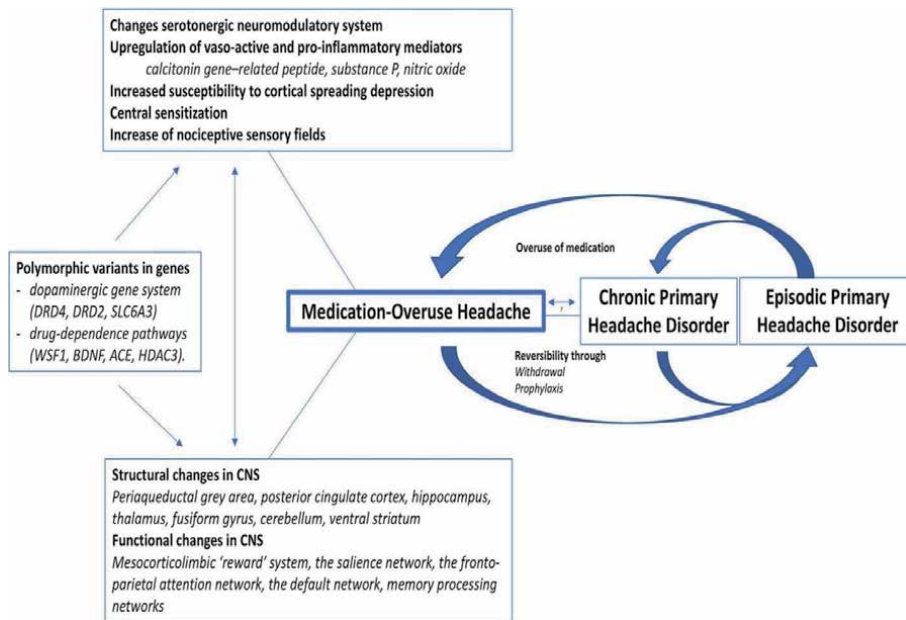 Changes serotonergic neuromodulatory system
Upregulation of vaso-active and pro-inflammatory mediators
calcitonin gene–related peptide, substance P, nitric oxide
Increased susceptibility to cortical spreading depression
Central sensitization
Increase of nociceptive sensory fields
Polymorphic variants in genes
- dopaminergic gene system
(DRD4, DRD2, SLC6A3)
- drug-dependence pathways
(WSF1, BDNF, ACE, HDAC3).
Overuse of medication
Medication-Overuse Headache
?
Chronic Primary
Headache Disorder
Episodic Primary
Headache Disorder
Reversibility through
Withdrawal
Prophylaxis
Structural changes in CNS
Periaqueductal grey area, posterior cingulate cortex, hippocampus,
thalamus, fusiform gyrus, cerebellum, ventral striatum
Functional changes in CNS
Mesocorticolimbic ‘reward’ system, the salience network, the fronto-
parietal attention network, the default network, memory processing
networks